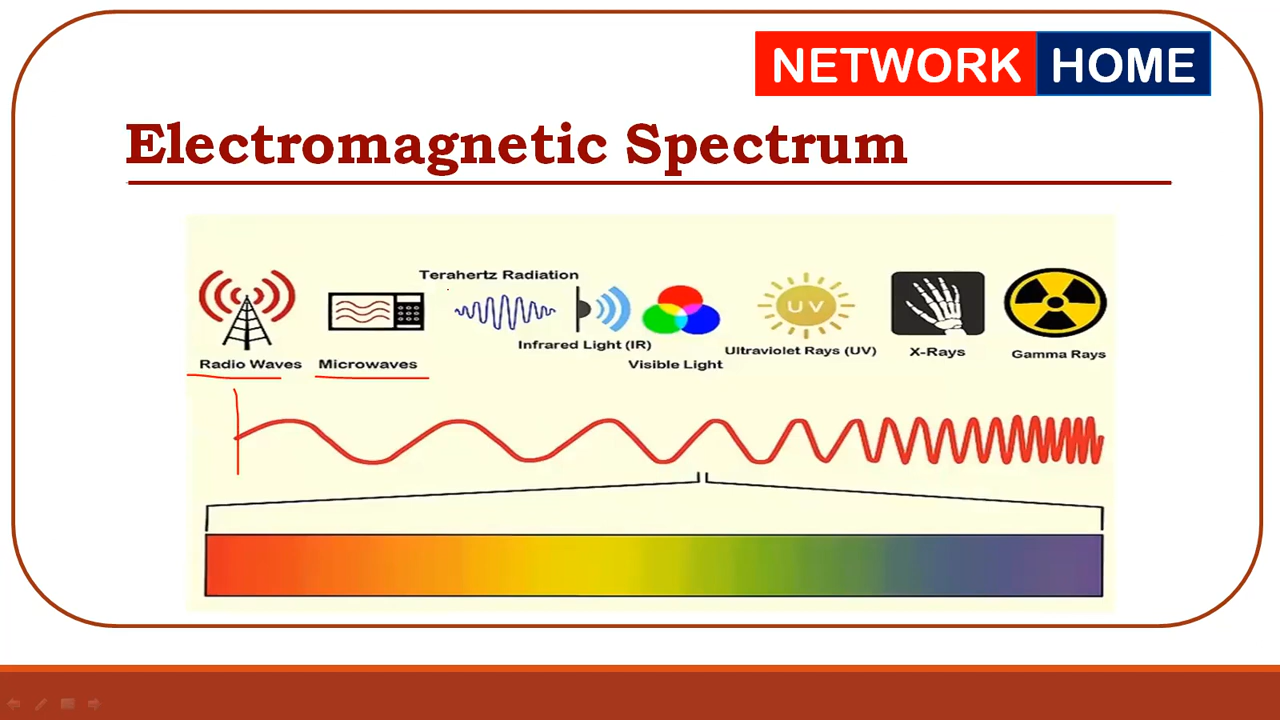 NETWORK HOME
Electromagnetic Spectrum
Terahertz Radiation
UV
Infrared Light (IR)
Ultraviolet Rays (UV)
X-Rays
Gamma Rays
Radio Waves
Microwaves
Visible Light